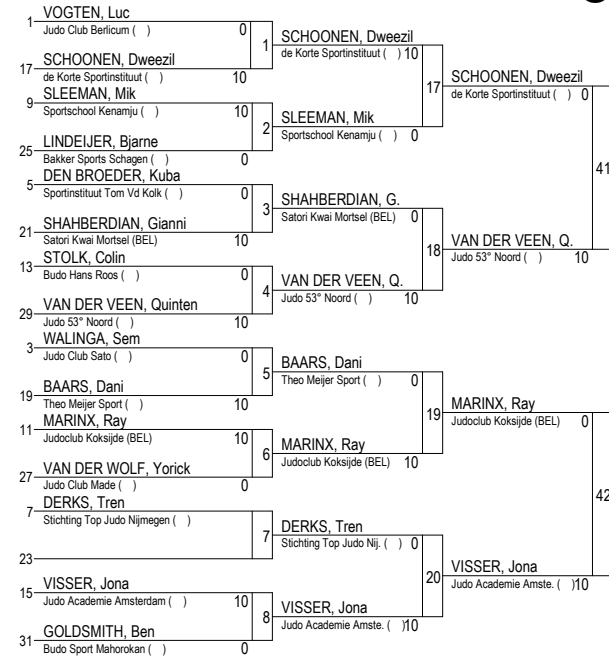 1 VOGTEN, Luc
Judo Club Berlicum ( ) 0
1
17 SCHOONEN, Dweezil
de Korte Sportinstituut ( ) 10
9 SLEEMAN, Mik
Sportschool Kenamju ( ) 10
2
25 LINDEIJER, Bjarne
Bakker Sports Schagen ( ) 0
5 DEN BROEDER, Kuba
Sportinstituut Tom Vd Kolk ( ) 0
3
21 SHAHBERDIAN, Gianni
Satori Kwai Mortsel (BEL) 10
13 STOLK, Colin
Budo Hans Roos ( ) 0
4
29 VAN DER VEEN, Quinten
Judo 53° Noord ( ) 10
3 WALINGA, Sem
Judo Club Sato ( ) 0
5
19 BAARS, Dani
Theo Meijer Sport ( ) 10
11 MARINX, Ray
Judoclub Koksijde (BEL) 10
6
27 VAN DER WOLF, Yorick
Judo Club Made ( ) 0
7 DERKS, Tren
Stichting Top Judo Nijmegen ( )
7
23
15 VISSER, Jona
Judo Academie Amsterdam ( ) 10
8
31 GOLDSMITH, Ben
Budo Sport Mahorokan ( ) 0
SCHOONEN, Dweezil
de Korte Sportinstituut ( ) 10
17
SLEEMAN, Mik
Sportschool Kenamju ( ) 0
SHAHBERDIAN, G.
Satori Kwai Mortsel (BEL) 0
18
VAN DER VEEN, Q.
Judo 53° Noord ( ) 10
BAARS, Dani
Theo Meijer Sport ( ) 0
19
MARINX, Ray
Judoclub Koksijde (BEL) 10
DERKS, Tren
Stichting Top Judo Nij. ( ) 0
20
VISSER, Jona
Judo Academie Amste. ( )10
SCHOONEN, Dweezil
de Korte Sportinstituut ( ) 0
41
VAN DER VEEN, Q.
Judo 53° Noord ( ) 10
MARINX, Ray
Judoclub Koksijde (BEL) 0
42
VISSER, Jona
Judo Academie Amste. ( )10